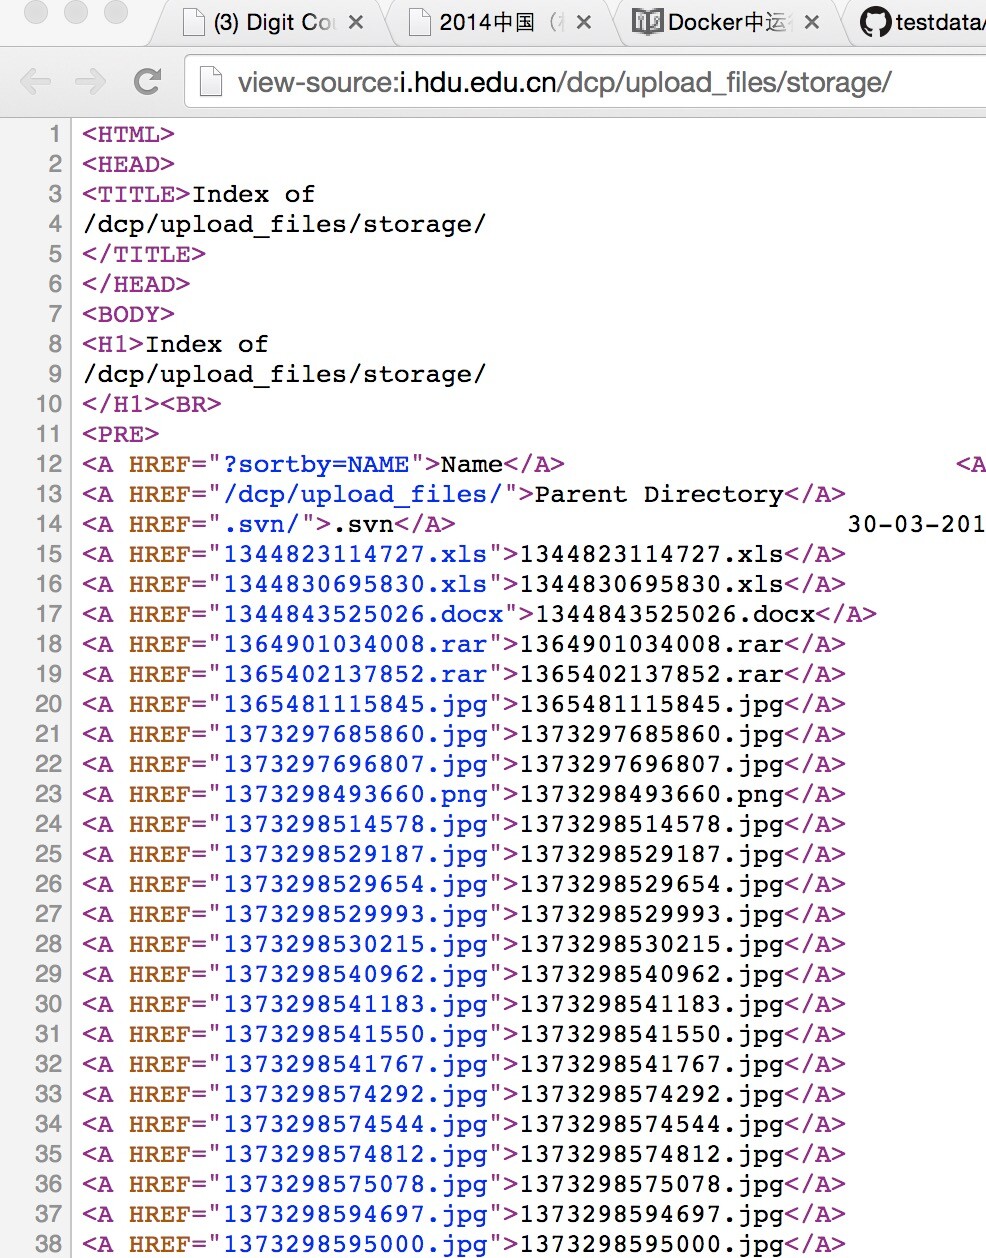 (3) Digit Co
2014中国
Docker中运
testdata/
view-source:i.hdu.edu.cn/dcp/upload_files/storage/
1 <HTML>
2 <HEAD>
3 <TITLE>Index of
4 /dcp/upload_files/storage/
5 </TITLE>
6 </HEAD>
7 <BODY>
8 <H1>Index of
9 /dcp/upload_files/storage/
10 </H1><BR>
11 <PRE>
12 <A HREF="?sortby=NAME">Name</A> <A
13 <A HREF="/dcp/upload_files/">Parent Directory</A>
14 <A HREF=".svn/">.svn</A> 30-03-201
15 <A HREF="1344823114727.xls">1344823114727.xls</A>
16 <A HREF="1344830695830.xls">1344830695830.xls</A>
17 <A HREF="1344843525026.docx">1344843525026.docx</A>
18 <A HREF="1364901034008.rar">1364901034008.rar</A>
19 <A HREF="1365402137852.rar">1365402137852.rar</A>
20 <A HREF="1365481115845.jpg">1365481115845.jpg</A>
21 <A HREF="1373297685860.jpg">1373297685860.jpg</A>
22 <A HREF="1373297696807.jpg">1373297696807.jpg</A>
23 <A HREF="1373298493660.png">1373298493660.png</A>
24 <A HREF="1373298514578.jpg">1373298514578.jpg</A>
25 <A HREF="1373298529187.jpg">1373298529187.jpg</A>
26 <A HREF="1373298529654.jpg">1373298529654.jpg</A>
27 <A HREF="1373298529993.jpg">1373298529993.jpg</A>
28 <A HREF="1373298530215.jpg">1373298530215.jpg</A>
29 <A HREF="1373298540962.jpg">1373298540962.jpg</A>
30 <A HREF="1373298541183.jpg">1373298541183.jpg</A>
31 <A HREF="1373298541550.jpg">1373298541550.jpg</A>
32 <A HREF="1373298541767.jpg">1373298541767.jpg</A>
33 <A HREF="1373298574292.jpg">1373298574292.jpg</A>
34 <A HREF="1373298574544.jpg">1373298574544.jpg</A>
35 <A HREF="1373298574812.jpg">1373298574812.jpg</A>
36 <A HREF="1373298575078.jpg">1373298575078.jpg</A>
37 <A HREF="1373298594697.jpg">1373298594697.jpg</A>
38 <A HREF="1373298595000.jpg">1373298595000.jpg</A>